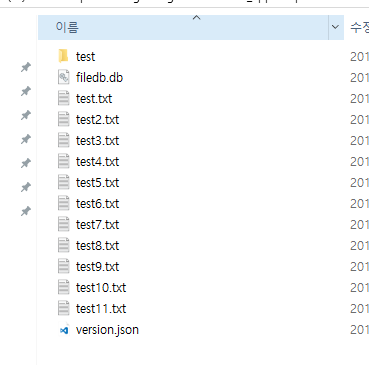 이름 수정
test 201
filedb.db 201
test.txt 201
test2.txt 201
test3.txt 201
test4.txt 201
test5.txt 201
test6.txt 201
test7.txt 201
test8.txt 201
test9.txt 201
test10.txt 201
test11.txt 201
version.json 201